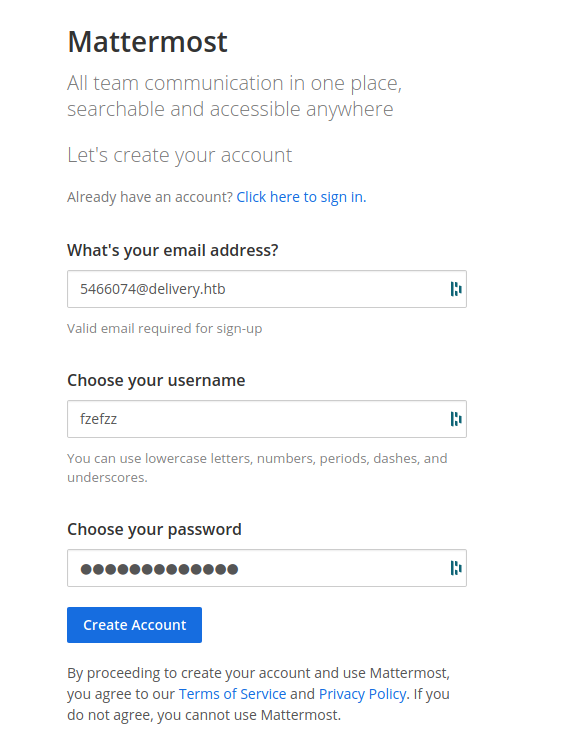 Mattermost
All team communication in one place,
searchable and accessible anywhere
Let's create your account
Already have an account? Click here to sign in.
What's your email address?
5466074@delivery.htb
Valid email required for sign-up
Choose your username
fzefzz
You can use lowercase letters, numbers, periods, dashes, and
underscores.
Choose your password
●●●●●●●●●●●●●
Create Account
By proceeding to create your account and use Mattermost,
you agree to our Terms of Service and Privacy Policy. If you
do not agree, you cannot use Mattermost.